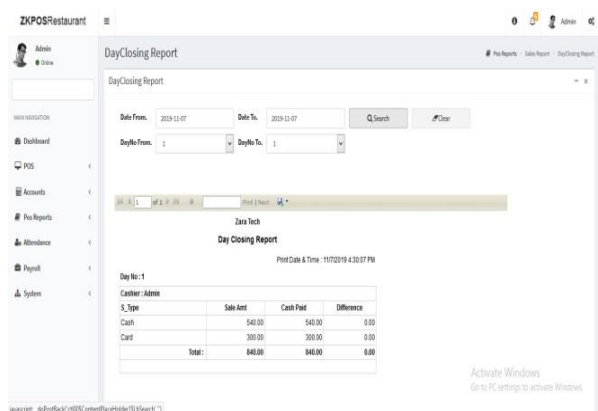 ZKPOSRestaurant
0
Admin
Admin
Online
DayClosing Report
Pos Reports - Sales Report - DayClosing Report
DayClosing Report
MAIN NAVIGATION
Dashboard
POS
Accounts
Pos Reports
Attendance
Payroll
System
Date From. 2019-11-07 Date To. 2019-11-07 Search Clear
DayNo From. 1 DayNo To. 1
1 of 1 Find | Next
Zara Tech
Day Closing Report
Print Date & Time : 11/7/2019 4:30:07 PM
Day No : 1
Cashier : Admin
S_Type Sale Amt Cash Paid Difference
Cash 540.00 540.00 0.00
Card 300.00 300.00 0.00
Total : 840.00 840.00 0.00
Activate Windows
Go to PC settings to activate Windows.